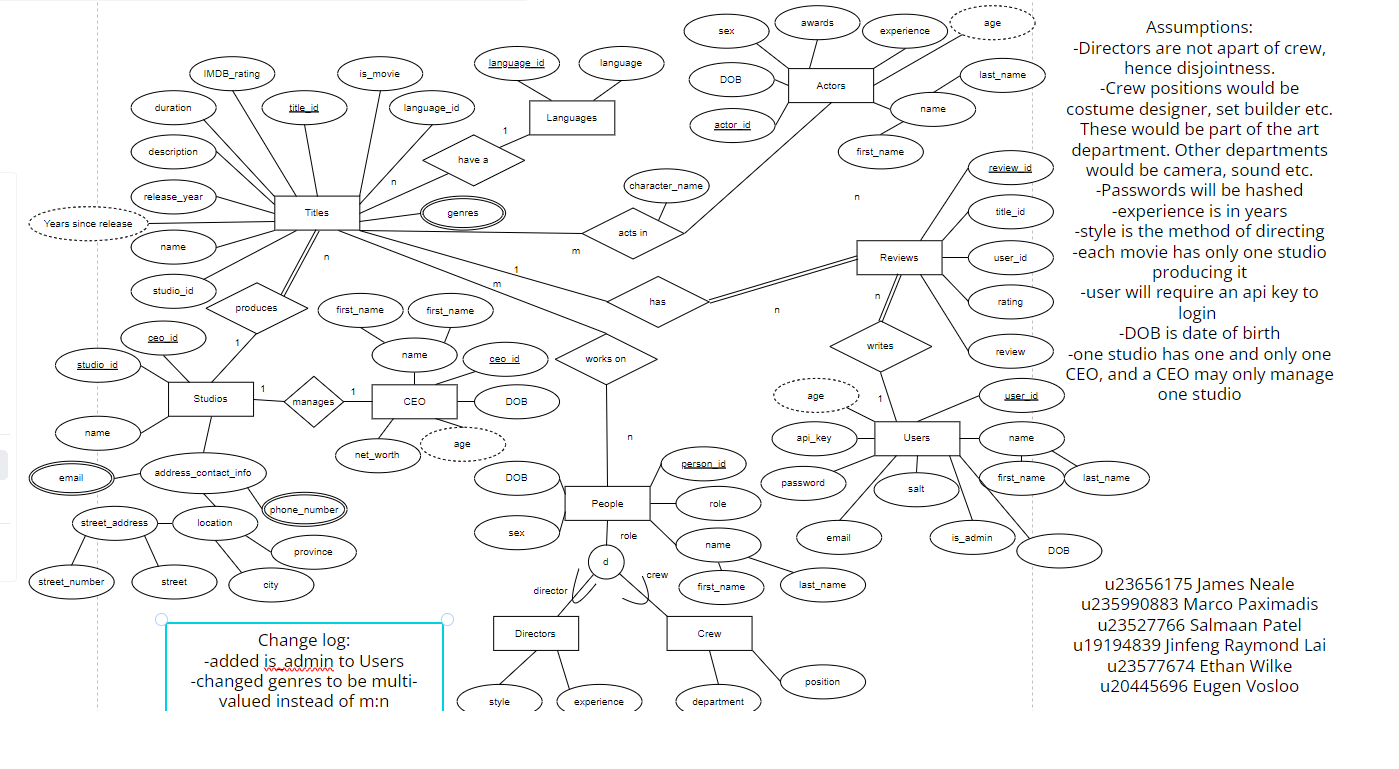 sex
awards
experience
age
Assumptions:
-Directors are not apart of crew,
hence disjointness.
-Crew positions would be
costume designer, set builder etc.
These would be part of the art
department. Other departments
would be camera, sound etc.
-Passwords will be hashed
-experience is in years
-style is the method of directing
-each movie has only one studio
producing it
-user will require an api key to
login
-DOB is date of birth
-one studio has one and only one
CEO, and a CEO may only manage
one studio
IMDB_rating
is_movie
language_id
language
DOB
Actors
last_name
duration
title_id
language_id
Languages
actor_id
name
1
description
have a
first_name
n
release_year
character_name
n
review_id
Titles
genres
title_id
Years since release
acts in
name
m
n
Reviews
user_id
1
m
studio_id
has
n
rating
produces
first_name
first_name
n
ceo_id
1
writes
review
name
ceo_id
works on
studio_id
1
1
age
1
user_id
Studios
manages
CEO
DOB
name
age
api_key
Users
name
net_worth
n
email
address_contact_info
DOB
person_id
password
salt
first_name
last_name
phone_number
People
role
street_address
location
sex
role
name
email
is_admin
DOB
province
d
crew
street_number
street
city
director
first_name
last_name
u23656175 James Neale
u235990883 Marco Paximadis
u23527766 Salmaan Patel
u19194839 Jinfeng Raymond Lai
u23577674 Ethan Wilke
u20445696 Eugen Vosloo
Directors
Crew
Change log:
-added is_admin to Users
-changed genres to be multi-
valued instead of m:n
position
style
experience
department